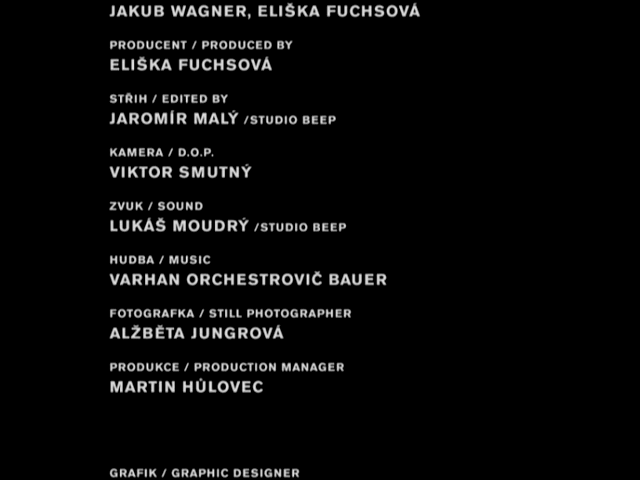 JAKUB WAGNER, ELIŠKA FUCHSOVÁ
PRODUCENT / PRODUCED BY
ELIŠKA FUCHSOVÁ
STŘIH / EDITED BY
JAROMÍR MALÝ /STUDIO BEEP
KAMERA / D.O.P.
VIKTOR SMUTNÝ
ZVUK / SOUND
LUKÁŠ MOUDRÝ /STUDIO BEEP
HUDBA / MUSIC
VARHAN ORCHESTROVIČ BAUER
FOTOGRAFKA / STILL PHOTOGRAPHER
ALŽBĚTA JUNGROVÁ
PRODUKCE / PRODUCTION MANAGER
MARTIN HŮLOVEC
GRAFIK / GRAPHIC DESIGNER